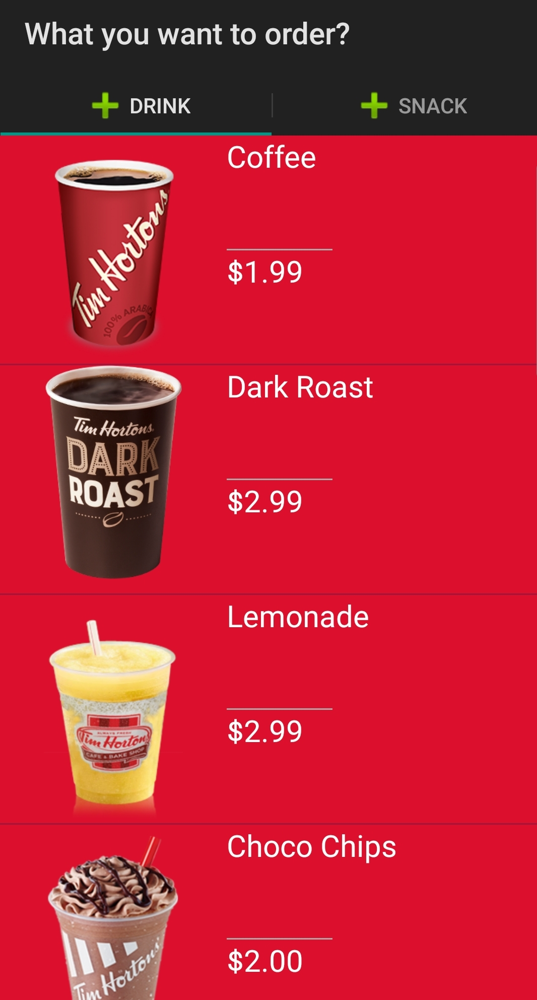 What you want to order?
DRINK
SNACK
Coffee
Tim Hortons
100% ARABICA
$1.99
Dark Roast
Tim Hortons
DARK
ROAST
$2.99
Lemonade
ALWAYS FRESH
Tim Hortons
CAFE & BAKE SHOP
$2.99
Choco Chips
Tim Hortons
$2.00